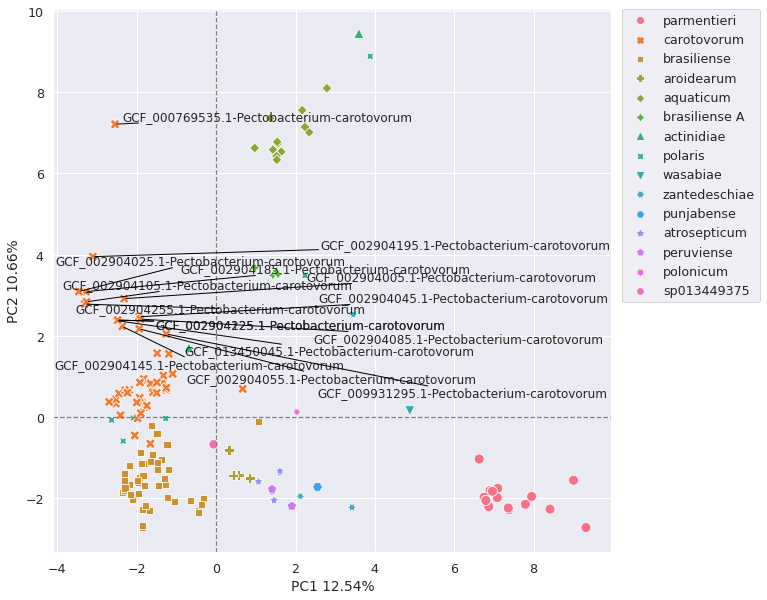 10
8
6
4
2
0
−2
−4
−2
0
2
4
6
8
PC2 10.66%
PC1 12.54%
GCF_000769535.1-Pectobacterium-carotovorum
GCF_002904195.1-Pectobacterium-carotovorum
GCF_002904025.1-Pectobacterium-carotovorum
GCF_002904185.1-Pectobacterium-carotovorum
GCF_002904005.1-Pectobacterium-carotovorum
GCF_002904105.1-Pectobacterium-carotovorum
GCF_002904045.1-Pectobacterium-carotovorum
GCF_002904255.1-Pectobacterium-carotovorum
GCF_002904225.1-Pectobacterium-carotovorum
GCF_002904085.1-Pectobacterium-carotovorum
GCF_013450045.1-Pectobacterium-carotovorum
GCF_002904145.1-Pectobacterium-carotovorum
GCF_002904055.1-Pectobacterium-carotovorum
GCF_009931295.1-Pectobacterium-carotovorum
parmentieri
carotovorum
brasiliense
aroidearum
aquaticum
brasiliense A
actinidiae
polaris
wasabiae
zantedeschiae
punjabense
atrosepticum
peruviense
polonicum
sp013449375